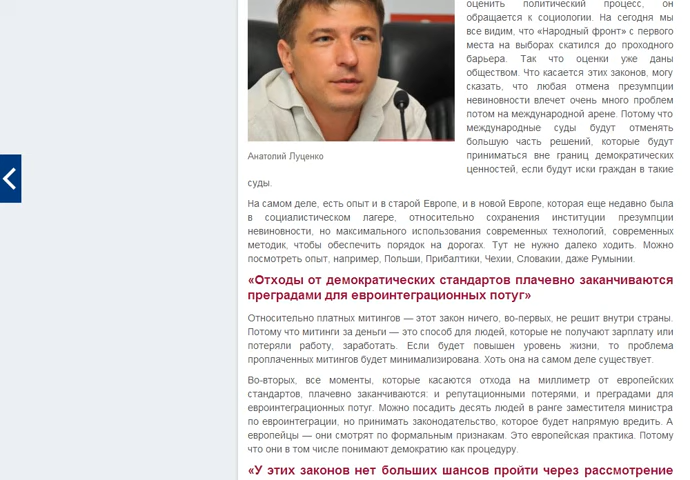 оценить политический процесс, он
обращается к социологии. На сегодня мы
все видим, что «Народный фронт» с первого
места на выборах скатился до проходного
барьера. Так что оценки уже даны
обществом. Что касается этих законов, могу
сказать, что любая отмена презумпции
невиновности влечет очень много проблем
потом на международной арене. Потому что
международные суды будут отменять
большую часть решений, которые будут
приниматься вне границ демократических
ценностей, если будут иски граждан в такие
Анатолий Луценко
суды.
На самом деле, есть опыт и в старой Европе, и в новой Европе, которая еще недавно была
в социалистическом лагере, относительно сохранения институции презумпции
невиновности, но максимального использования современных технологий, современных
методик, чтобы обеспечить порядок на дорогах. Тут не нужно далеко ходить. Можно
посмотреть опыт, например, Польши, Прибалтики, Чехии, Словакии, даже Румынии.
«Отходы от демократических стандартов плачевно заканчиваются
преградами для евроинтеграционных потуг»
Относительно платных митингов — этот закон ничего, во-первых, не решит внутри страны.
Потому что митинги за деньги — это способ для людей, которые не получают зарплату или
потеряли работу, заработать. Если будет повышен уровень жизни, то проблема
проплаченных митингов будет минимализирована. Хоть она на самом деле существует.
Во-вторых, все моменты, которые касаются отхода на миллиметр от европейских
стандартов, плачевно заканчиваются: и репутационными потерями, и преградами для
евроинтеграционных потуг. Можно посадить десять людей в ранге заместителя министра
по евроинтеграции, но принимать законодательство, которое будет напрямую вредить. А
европейцы — они смотрят по формальным признакам. Это европейская практика. Потому
что они в том числе понимают демократию как процедуру.
«У этих законов нет больших шансов пройти через рассмотрение